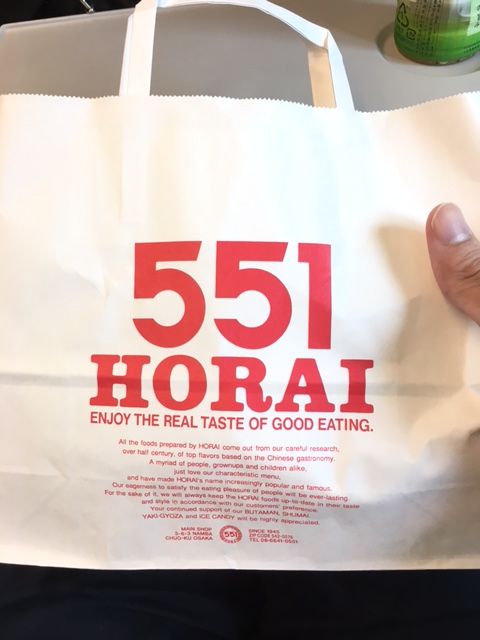 551
HORAI
ENJOY THE REAL TASTE OF GOOD EATING.
All the foods prepared by HORAI come out from our careful research,
over half century, of top flavors based on the Chinese gastronomy.
A myriad of people, grownups and children alike,
just love our characteristic menu,
and have made HORAI's name increasingly popular and famous.
Our eagerness to satisfy the eating pleasure of people will be ever-lasting
For the sake of it, we will always keep the HORAI foods up-to-date in their taste
and style in accordance with our customers' preference.
Your continued support of our BUTAMAN, SHUMAI,
YAKI-GYOZA and ICE CANDY will be highly appreciated.
MAIN SHOP
3-6-3 NAMBA
CHUO-KU OSAKA
551
SINCE 1945
ZIP CODE 542-0076
TEL 06-6641-0551